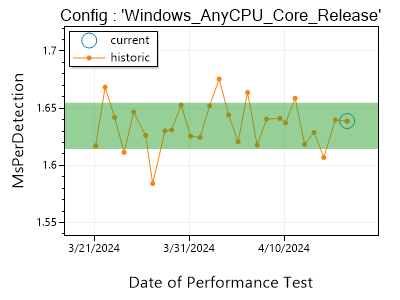 Config : 'Windows_AnyCPU_Core_Release'
current
historic
1.7
1.65
1.6
1.55
MsPerDetection
3/21/2024 3/31/2024 4/10/2024
Date of Performance Test